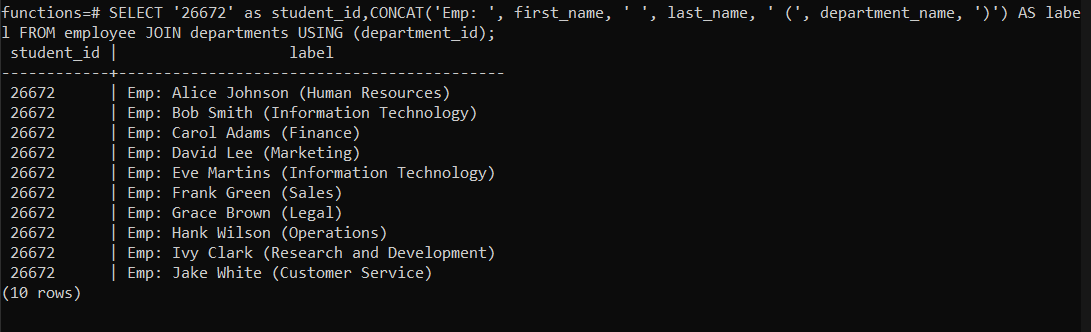 functions=# SELECT '26672' as student_id,CONCAT('Emp: ', first_name, ' ', last_name, ' (', department_name, ')') AS labe
l FROM employee JOIN departments USING (department_id);
 student_id |                   label
------------+-------------------------------------------
 26672      | Emp: Alice Johnson (Human Resources)
 26672      | Emp: Bob Smith (Information Technology)
 26672      | Emp: Carol Adams (Finance)
 26672      | Emp: David Lee (Marketing)
 26672      | Emp: Eve Martins (Information Technology)
 26672      | Emp: Frank Green (Sales)
 26672      | Emp: Grace Brown (Legal)
 26672      | Emp: Hank Wilson (Operations)
 26672      | Emp: Ivy Clark (Research and Development)
 26672      | Emp: Jake White (Customer Service)
(10 rows)